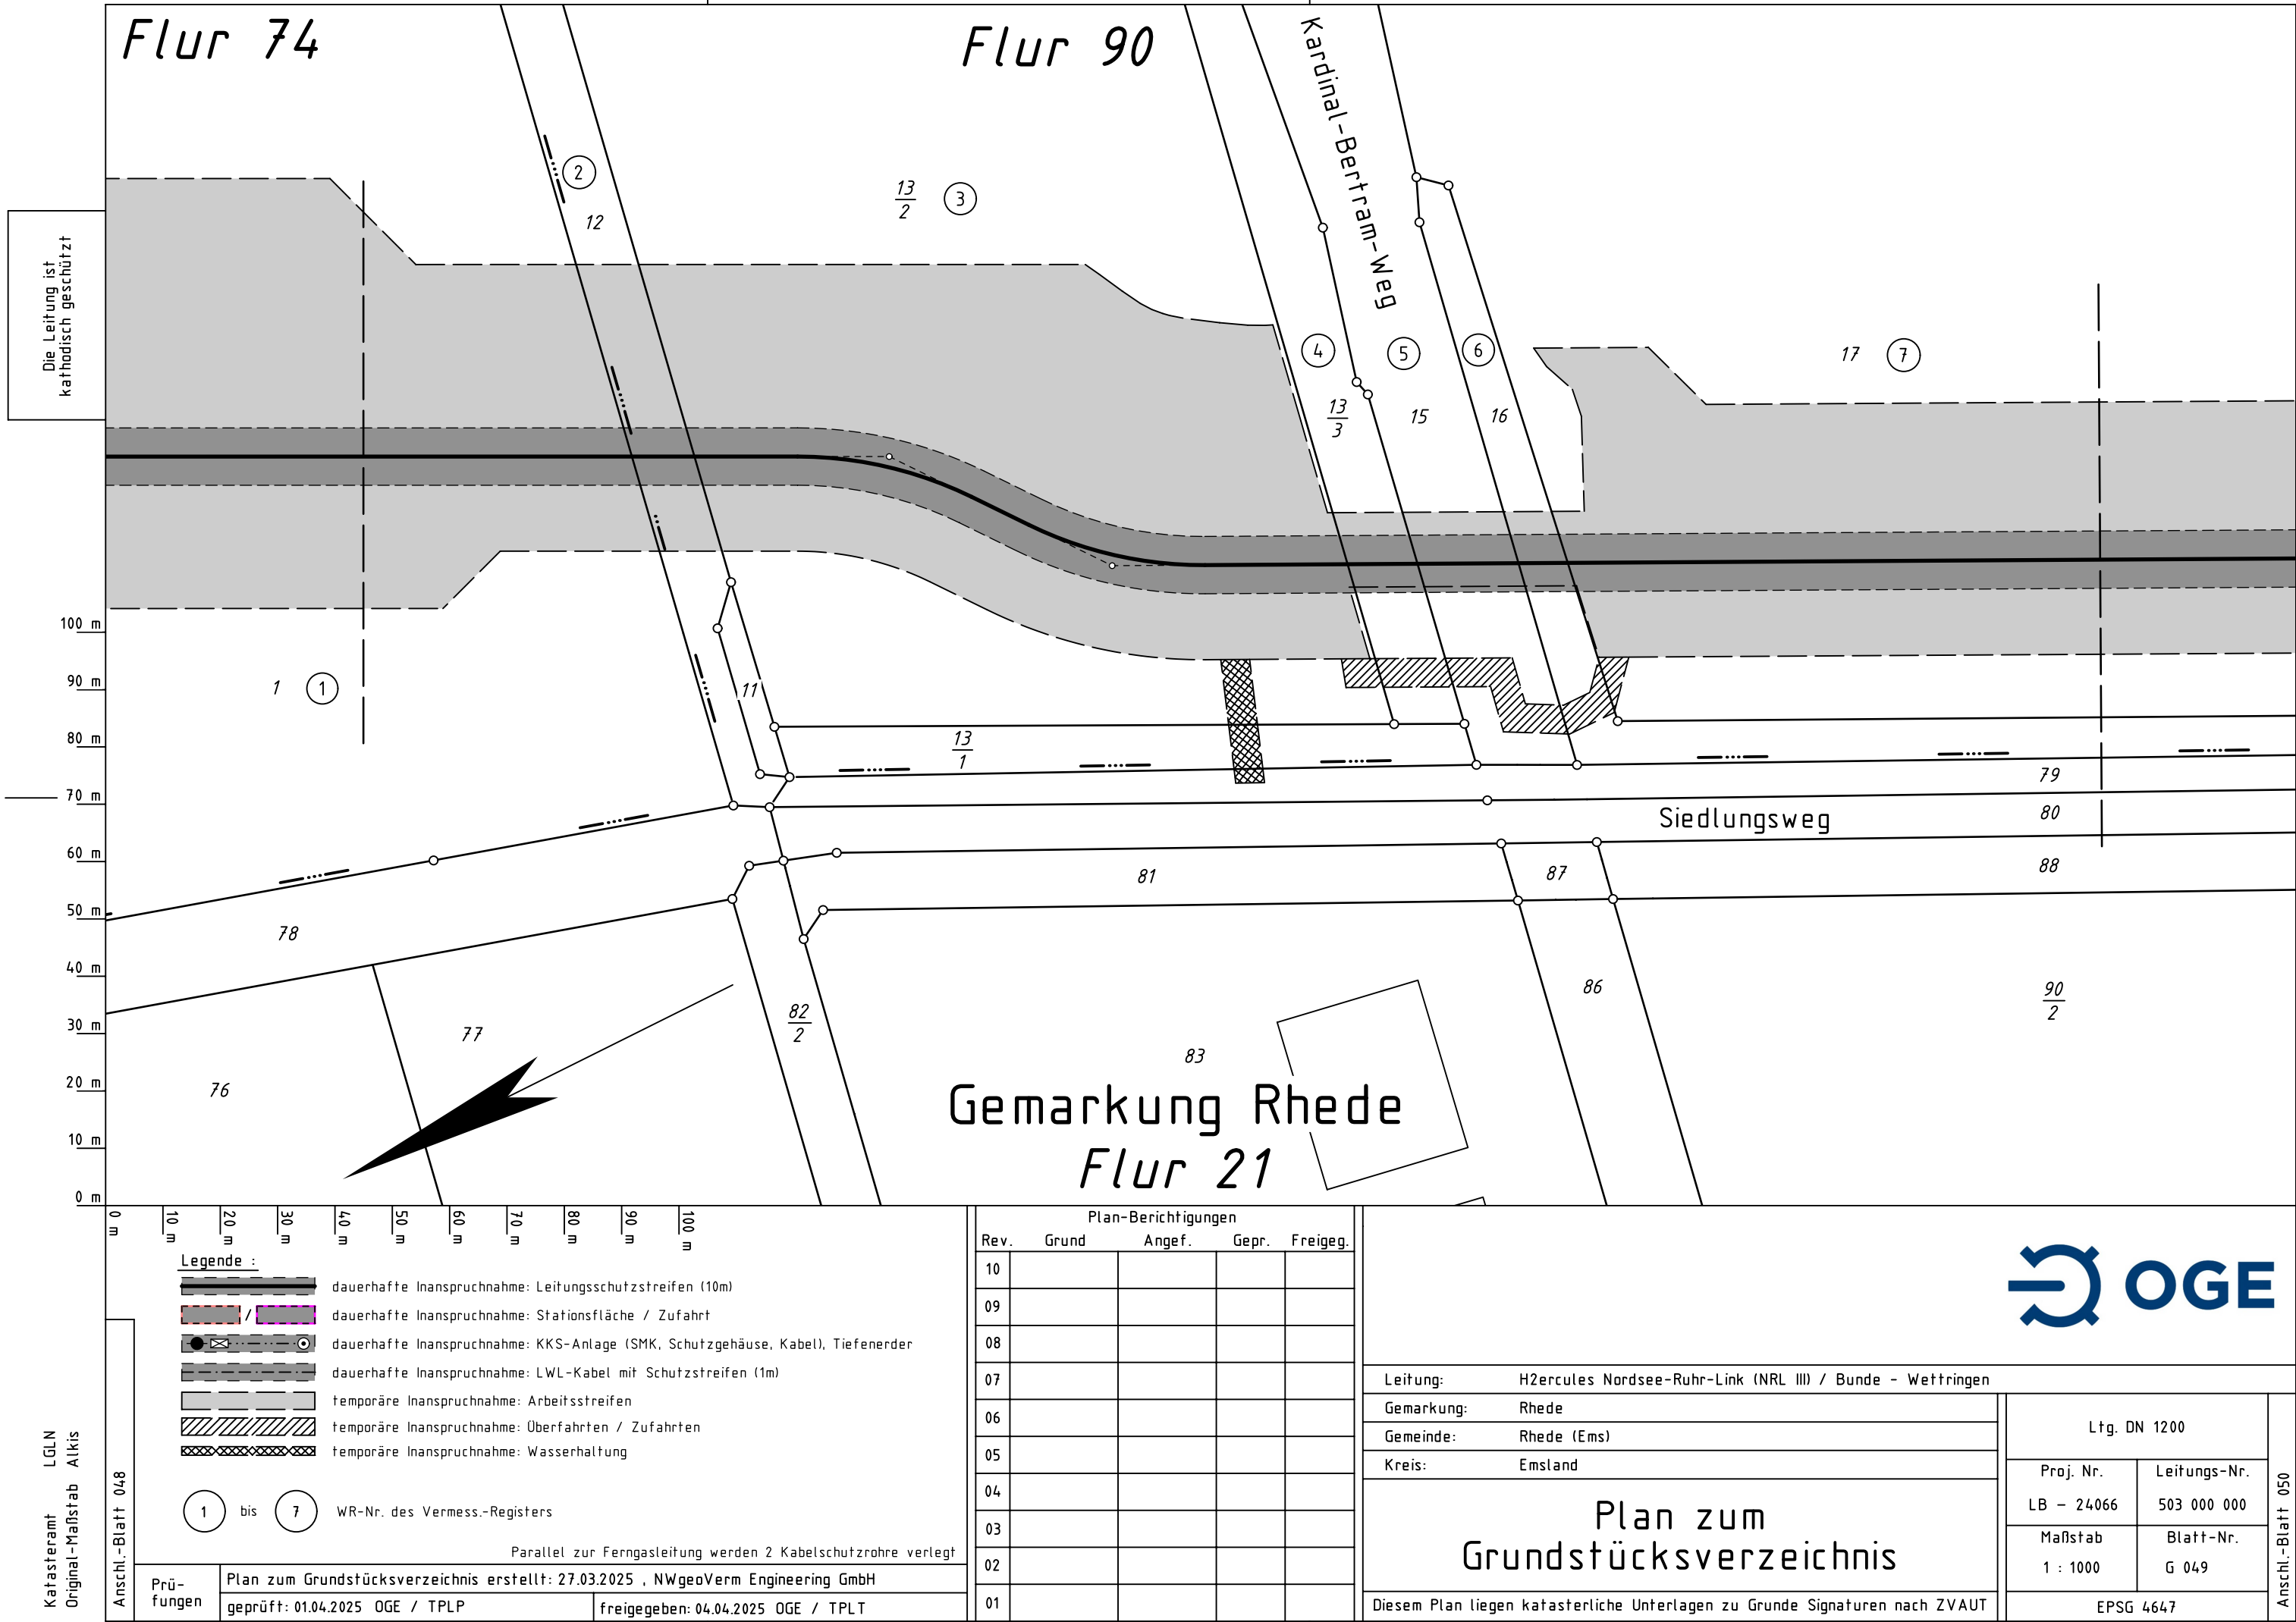 Flur 74
Flur 90
Kardinal-Bertram-Weg
2
12
13
2
3
Die Leitung ist
kathodisch geschützt
4
5
6
13
3
15
16
17
7
1
1
11
13
1
79
Siedlungsweg
80
81
87
88
78
82
2
86
90
2
77
83
76
Gemarkung Rhede
Flur 21
100 m
90 m
80 m
70 m
60 m
50 m
40 m
30 m
20 m
10 m
0 m
0 m
10 m
20 m
30 m
40 m
50 m
60 m
70 m
80 m
90 m
100 m
Legende :
dauerhafte Inanspruchnahme: Leitungsschutzstreifen (10m)
/ dauerhafte Inanspruchnahme: Stationsfläche / Zufahrt
dauerhafte Inanspruchnahme: KKS-Anlage (SMK, Schutzgehäuse, Kabel), Tiefenerder
dauerhafte Inanspruchnahme: LWL-Kabel mit Schutzstreifen (1m)
temporäre Inanspruchnahme: Arbeitsstreifen
temporäre Inanspruchnahme: Überfahrten / Zufahrten
temporäre Inanspruchnahme: Wasserhaltung
1 bis 7 WR-Nr. des Vermess.-Registers
Parallel zur Ferngasleitung werden 2 Kabelschutzrohre verlegt
Katasteramt LGLN
Original-Maßstab Alkis
Anschl.-Blatt 048
Prü-
fungen
Plan zum Grundstücksverzeichnis erstellt: 27.03.2025 , NWgeoVerm Engineering GmbH
geprüft: 01.04.2025 OGE / TPLP
freigegeben: 04.04.2025 OGE / TPLT
Plan-Berichtigungen
Rev. Grund Angef. Gepr. Freigeg.
10
09
08
07
06
05
04
03
02
01
OGE
Leitung: H2ercules Nordsee-Ruhr-Link (NRL III) / Bunde - Wettringen
Gemarkung: Rhede
Gemeinde: Rhede (Ems)
Kreis: Emsland
Plan zum
Grundstücksverzeichnis
Diesem Plan liegen katasterliche Unterlagen zu Grunde Signaturen nach ZVAUT
Ltg. DN 1200
Proj. Nr. Leitungs-Nr.
LB - 24066 503 000 000
Maßstab Blatt-Nr.
1 : 1000 G 049
EPSG 4647
Anschl.-Blatt 050